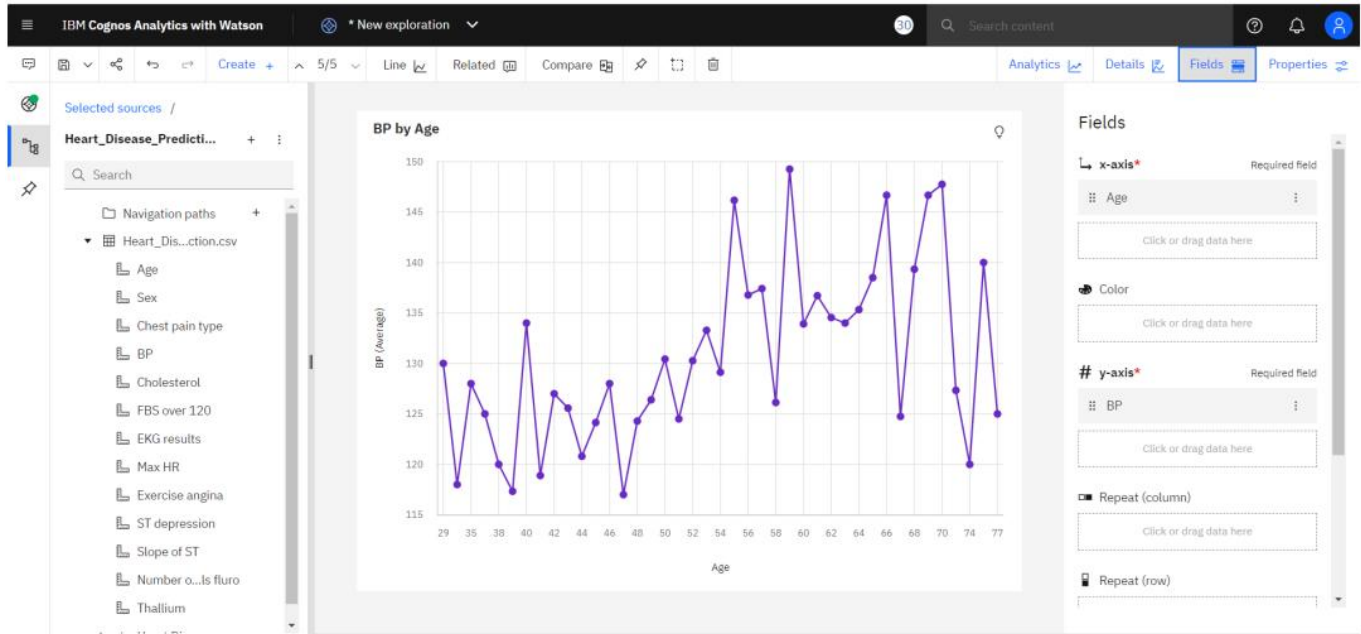 IBM Cognos Analytics with Watson
* New exploration
30
Search content
Create +
5/5
Line
Related
Compare
Analytics
Details
Fields
Properties
Selected sources /
Heart_Disease_Predicti...
Search
Navigation paths
Heart_Dis...ction.csv
Age
Sex
Chest pain type
BP
Cholesterol
FBS over 120
EKG results
Max HR
Exercise angina
ST depression
Slope of ST
Number o...ls fluro
Thallium
BP by Age
150
145
140
135
130
125
120
115
BP (Average)
29 35 38 40 42 44 46 48 50 52 54 56 58 60 62 64 66 68 70 74 77
Age
Fields
x-axis* Required field
Age
Click or drag data here
Color
Click or drag data here
# y-axis* Required field
BP
Click or drag data here
Repeat (column)
Click or drag data here
Repeat (row)